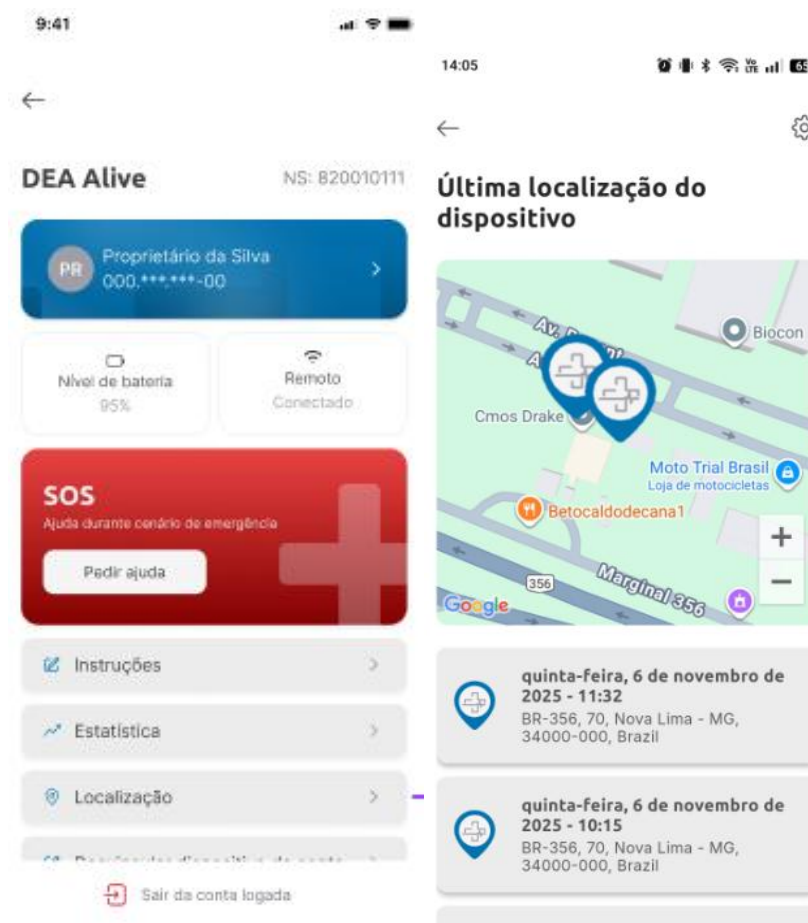 9:41
DEA Alive
NS: 820010111
PR
Proprietário da Silva
000.***.***-00
Nível de bateria
95%
Remoto
Conectado
SOS
Ajuda durante cenário de emergência
Pedir ajuda
Instruções
Estatística
Localização
Sair da conta logada
14:05
Vo
LTE
65
Última localização do
dispositivo
Av.
Biocon
Cmos Drake
Moto Trial Brasil
Loja de motocicletas
Betocaldodecana1
+
−
356
Marginal 356
Google
quinta-feira, 6 de novembro de
2025 - 11:32
BR-356, 70, Nova Lima - MG,
34000-000, Brazil
quinta-feira, 6 de novembro de
2025 - 10:15
BR-356, 70, Nova Lima - MG,
34000-000, Brazil